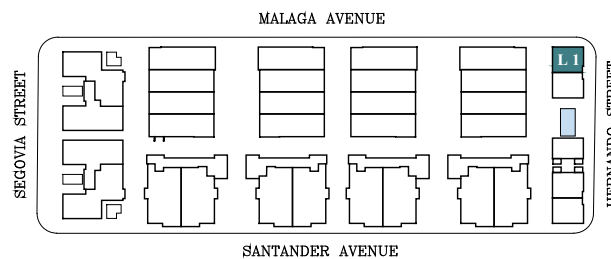 MALAGA AVENUE
SEGOVIA STREET
L 1
HERNANDO STREET
SANTANDER AVENUE